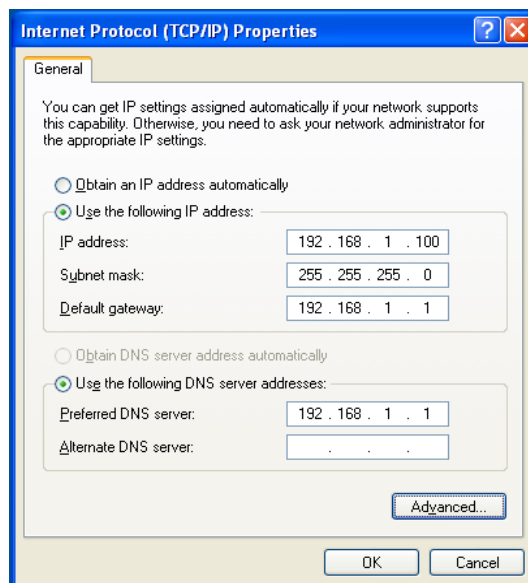 Internet Protocol (TCP/IP) Properties
General
You can get IP settings assigned automatically if your network supports
this capability. Otherwise, you need to ask your network administrator for
the appropriate IP settings.
Obtain an IP address automatically
Use the following IP address:
IP address: 192 . 168 . 1 . 100
Subnet mask: 255 . 255 . 255 . 0
Default gateway: 192 . 168 . 1 . 1
Obtain DNS server address automatically
Use the following DNS server addresses:
Preferred DNS server: 192 . 168 . 1 . 1
Alternate DNS server: . . .
Advanced...
OK Cancel